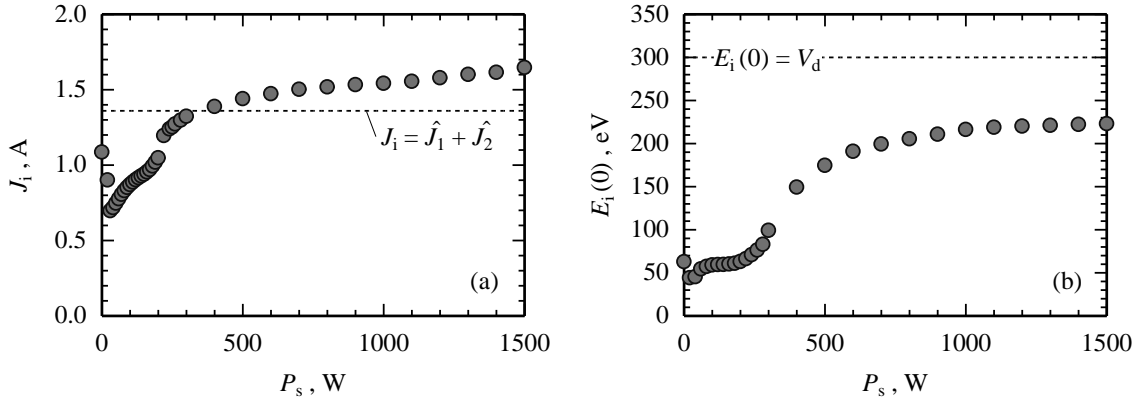 2.0
1.5
1.0
0.5
0.0
J_i , A
J_i = Ĵ_1 + Ĵ_2
(a)
0 500 1000 1500
P_s , W
350
300
250
200
150
100
50
0
E_i (0) , eV
E_i (0) = V_d
(b)
0 500 1000 1500
P_s , W